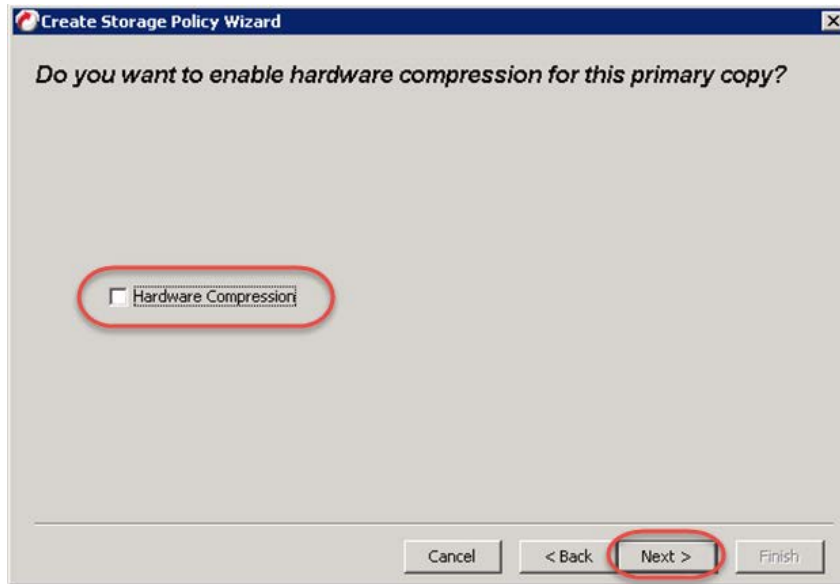 Create Storage Policy Wizard
Do you want to enable hardware compression for this primary copy?
Hardware Compression
Cancel
< Back
Next >
Finish